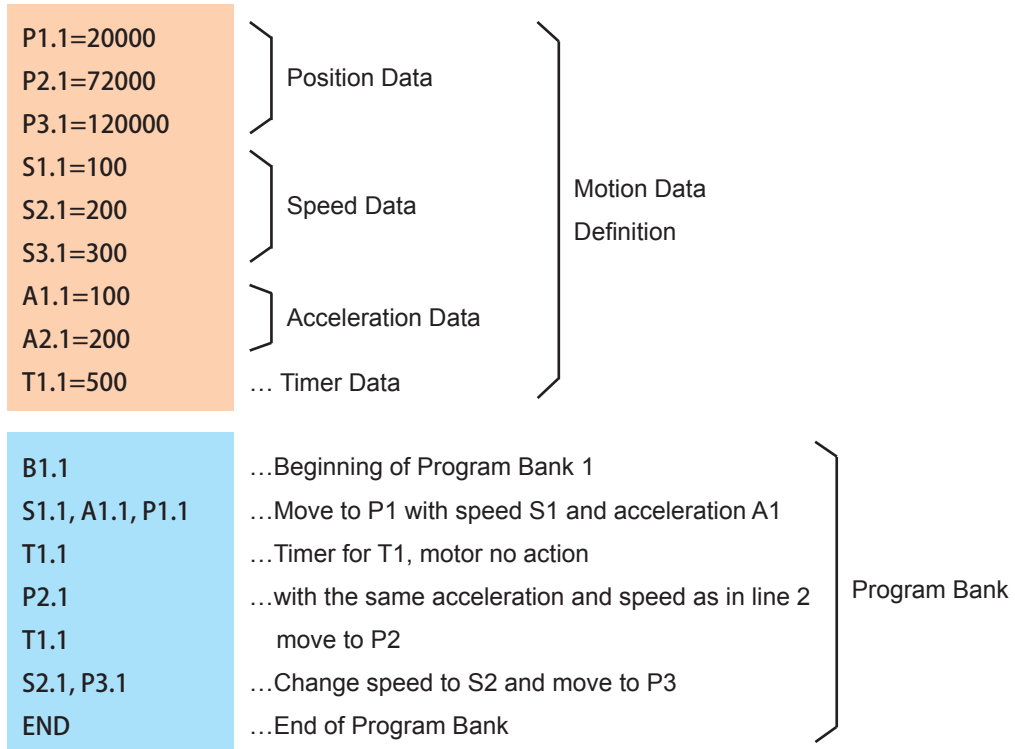 P1.1=20000
P2.1=72000
Position Data
P3.1=120000
S1.1=100
S2.1=200
Speed Data
S3.1=300
Motion Data
Definition
A1.1=100
Acceleration Data
A2.1=200
T1.1=500 … Timer Data
B1.1 …Beginning of Program Bank 1
S1.1, A1.1, P1.1 …Move to P1 with speed S1 and acceleration A1
T1.1 …Timer for T1, motor no action
P2.1 …with the same acceleration and speed as in line 2
T1.1 move to P2
S2.1, P3.1 …Change speed to S2 and move to P3
END …End of Program Bank
Program Bank